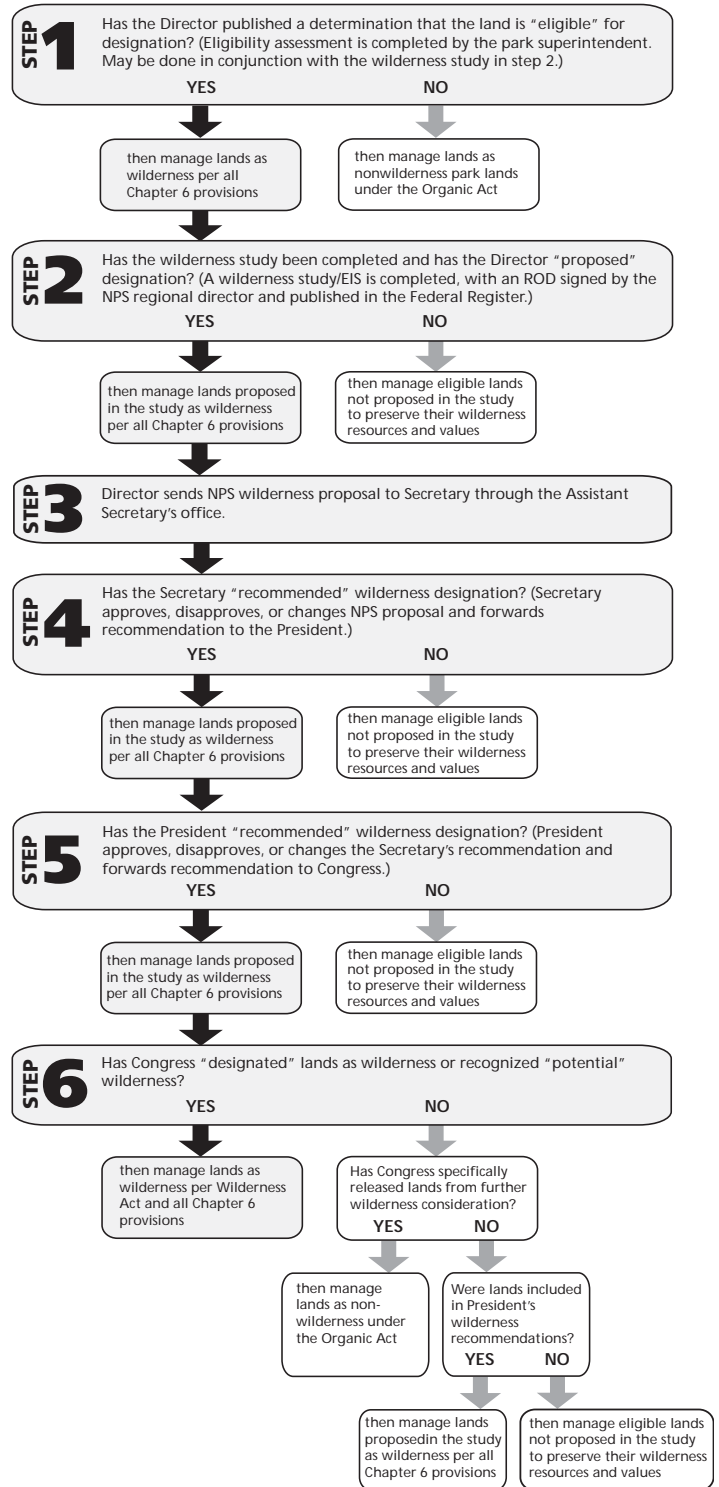 STEP 1
Has the Director published a determination that the land is “eligible” for
designation? (Eligibility assessment is completed by the park superintendent.
May be done in conjunction with the wilderness study in step 2.)
YES NO
then manage lands as
wilderness per all
Chapter 6 provisions
then manage lands as
nonwilderness park lands
under the Organic Act
STEP 2
Has the wilderness study been completed and has the Director “proposed”
designation? (A wilderness study/EIS is completed, with an ROD signed by the
NPS regional director and published in the Federal Register.)
YES NO
then manage lands proposed
in the study as wilderness
per all Chapter 6 provisions
then manage eligible lands
not proposed in the study
to preserve their wilderness
resources and values
STEP 3
Director sends NPS wilderness proposal to Secretary through the Assistant
Secretary’s office.
STEP 4
Has the Secretary “recommended” wilderness designation? (Secretary
approves, disapproves, or changes NPS proposal and forwards
recommendation to the President.)
YES NO
then manage lands proposed
in the study as wilderness
per all Chapter 6 provisions
then manage eligible lands
not proposed in the study
to preserve their wilderness
resources and values
STEP 5
Has the President “recommended” wilderness designation? (President
approves, disapproves, or changes the Secretary’s recommendation and
forwards recommendation to Congress.)
YES NO
then manage lands proposed
in the study as wilderness
per all Chapter 6 provisions
then manage eligible lands
not proposed in the study
to preserve their wilderness
resources and values
STEP 6
Has Congress “designated” lands as wilderness or recognized “potential”
wilderness?
YES NO
then manage lands as
wilderness per Wilderness
Act and all Chapter 6
provisions
Has Congress specifically
released lands from further
wilderness consideration?
YES NO
then manage
lands as non-
wilderness under
the Organic Act
Were lands included
in President’s
wilderness
recommendations?
YES NO
then manage lands
proposedin the study
as wilderness per all
Chapter 6 provisions
then manage eligible lands
not proposed in the study
to preserve their wilderness
resources and values